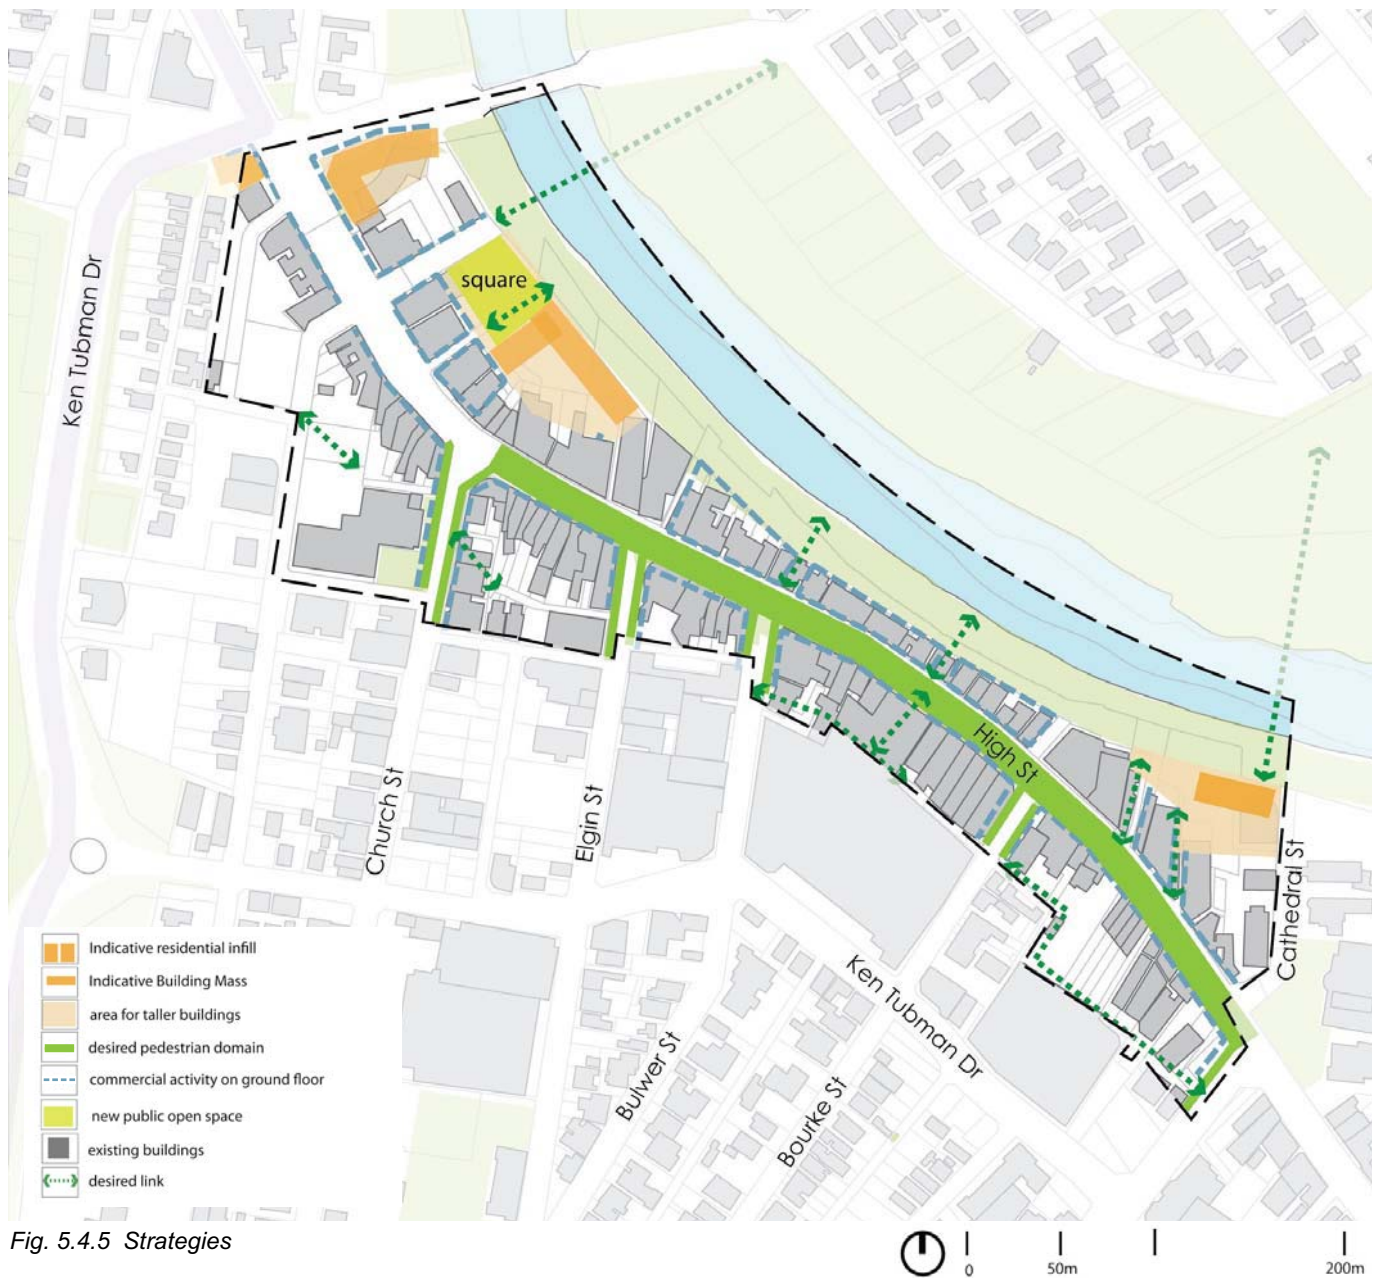 square
Ken Tubman Dr
High St
Church St
Elgin St
Cathedral St
Ken Tubman Dr
Bulwer St
Bourke St
Indicative residential infill
Indicative Building Mass
area for taller buildings
desired pedestrian domain
commercial activity on ground floor
new public open space
existing buildings
desired link
Fig. 5.4.5 Strategies
0 50m 200m